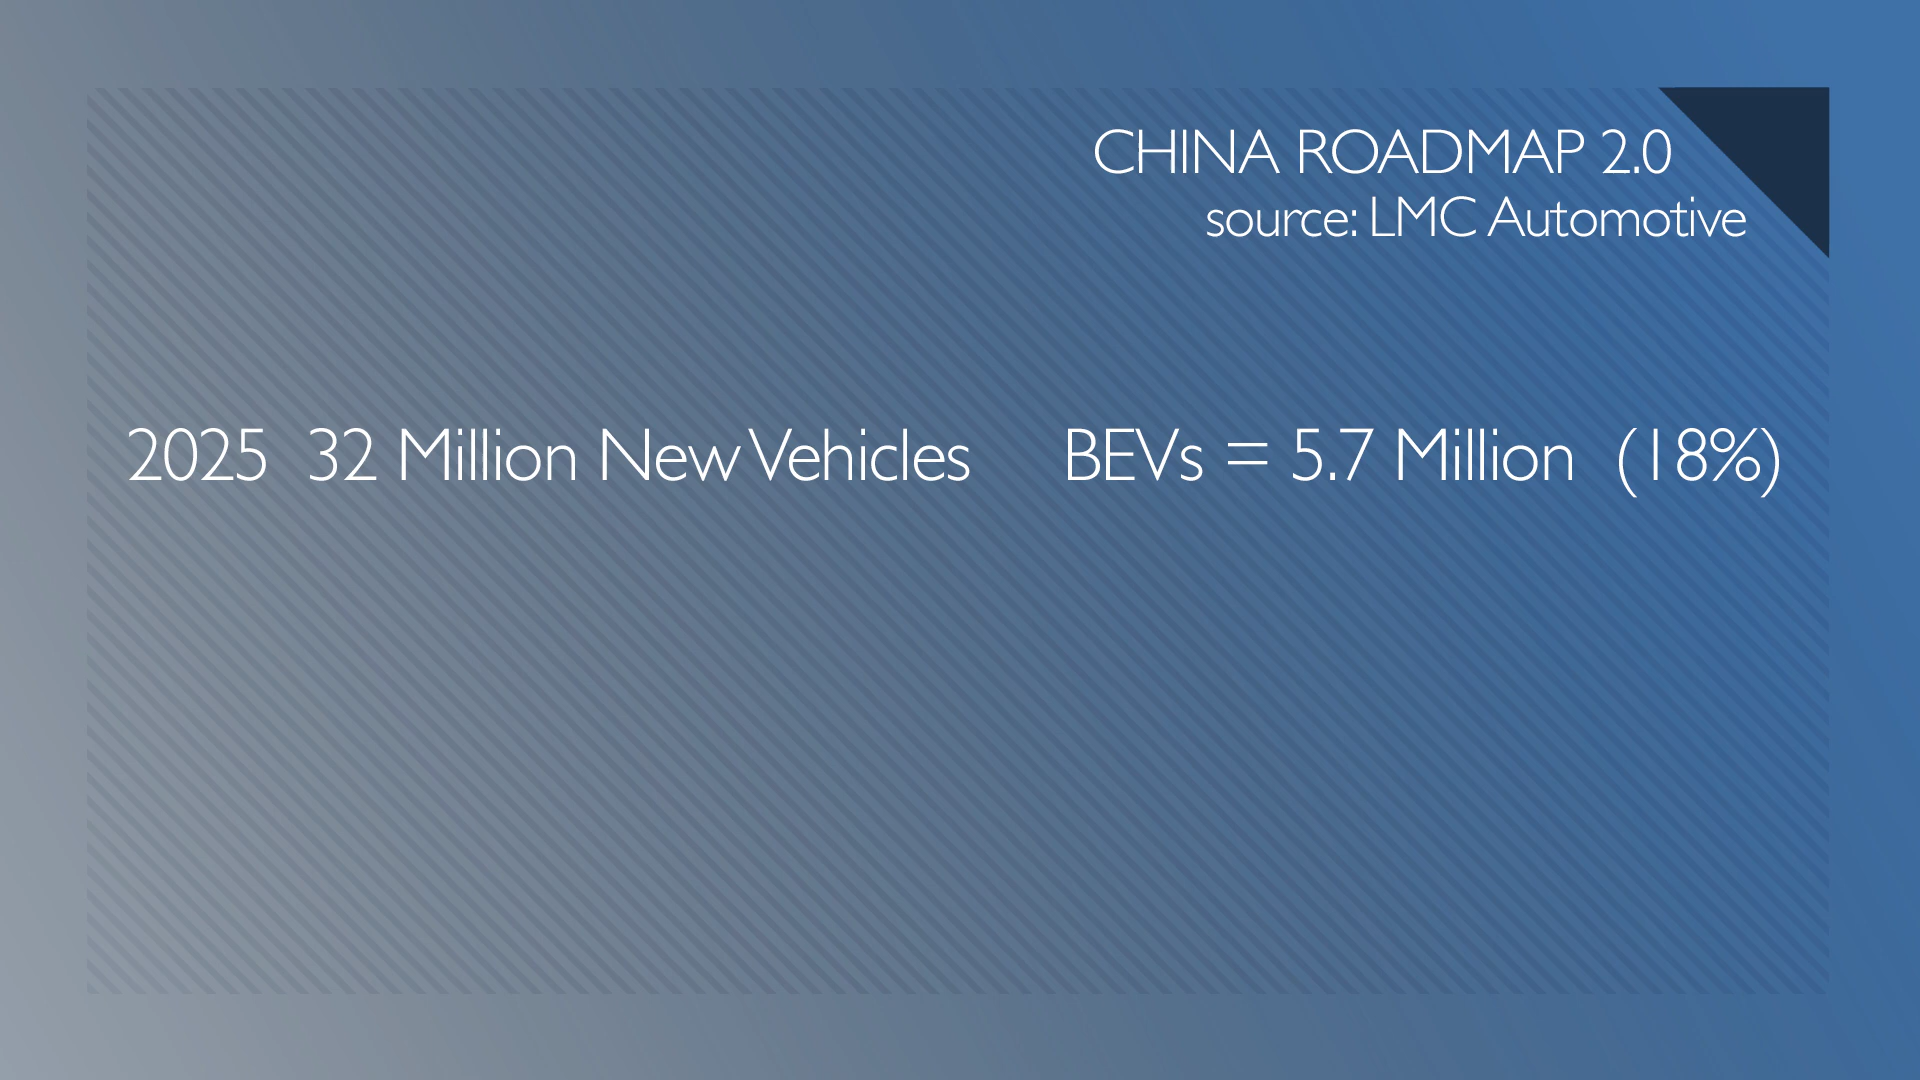 CHINA ROADMAP 2.0
source: LMC Automotive
2025 32 Million New Vehicles BEVs = 5.7 Million (18%)